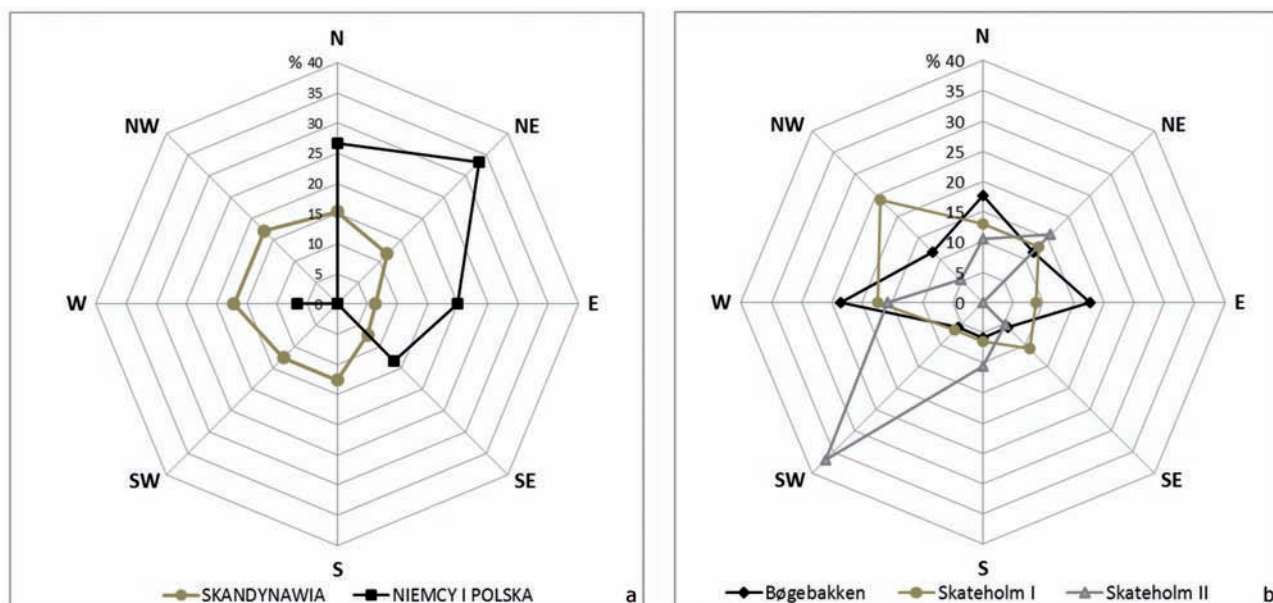 N
% 40
35
30
25
20
15
10
5
0
NW
NE
W
E
SW
SE
S
SKANDYNAWIA NIEMCY I POLSKA a
N
% 40
35
30
25
20
15
10
5
0
NW
NE
W
E
SW
SE
S
Bøgebakken Skateholm I Skateholm II b